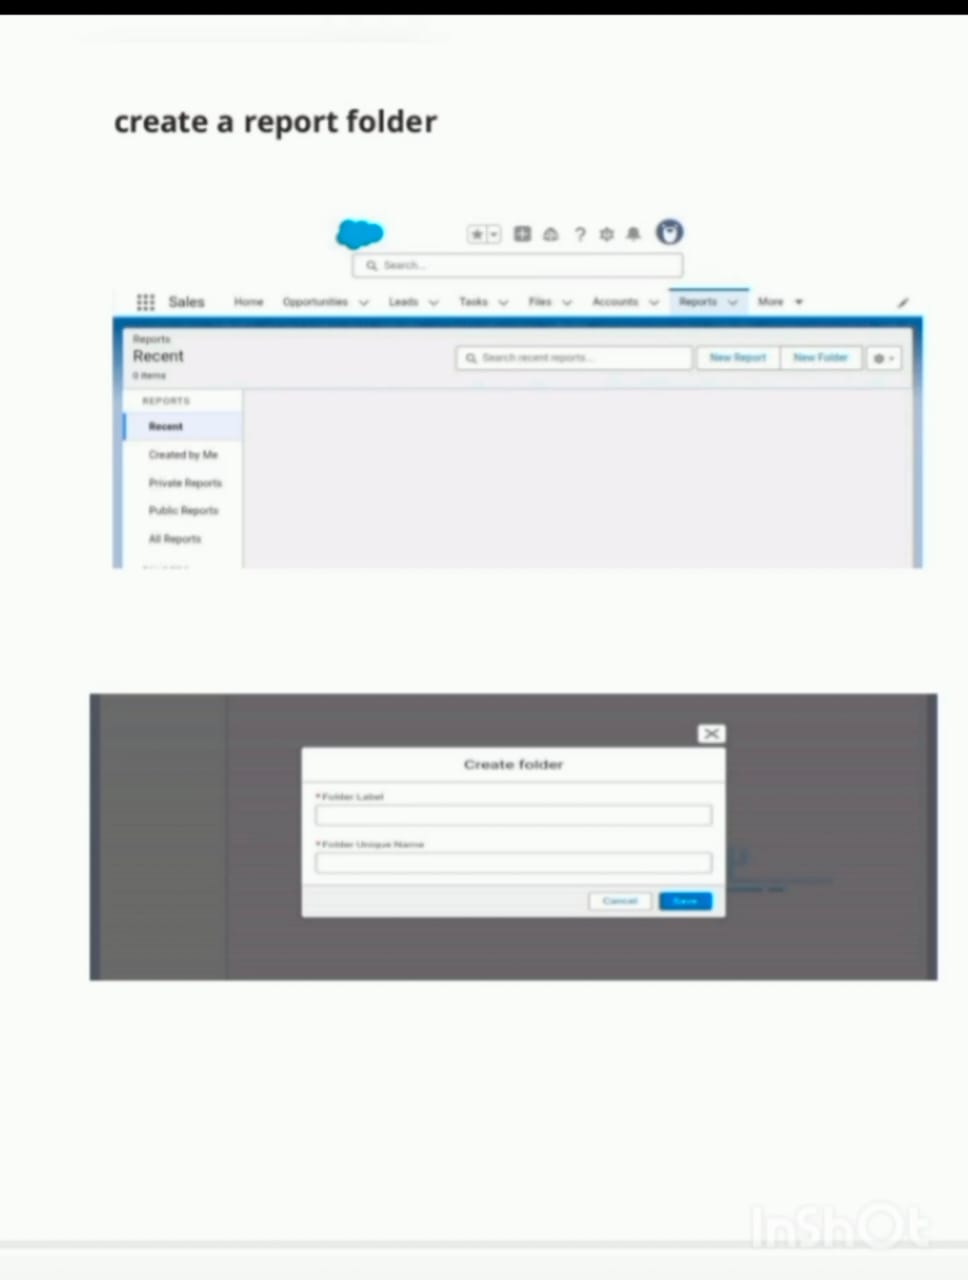 create a report folder
Search...
Sales Home Opportunities Leads Tasks Files Accounts Reports More
Reports
Recent
0 items
Search recent reports...
New Report New Folder
REPORTS
Recent
Created by Me
Private Reports
Public Reports
All Reports
Create folder
*Folder Label
*Folder Unique Name
Cancel Save
InShOt